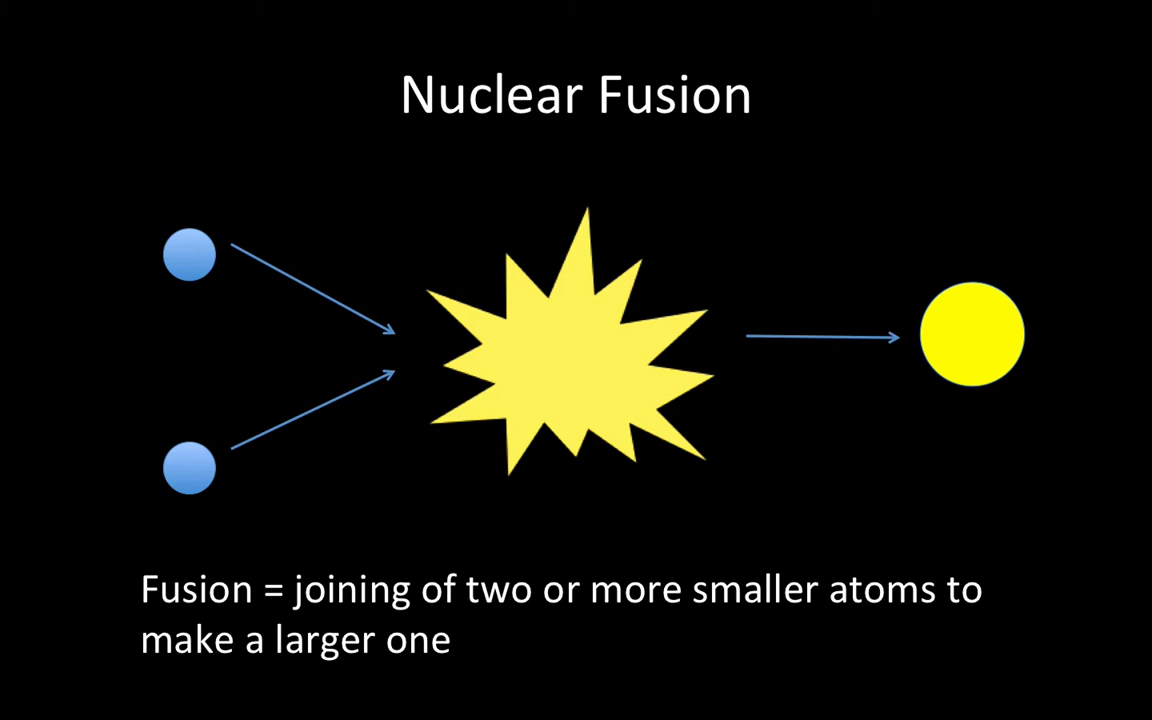 Nuclear Fusion
Fusion = joining of two or more smaller atoms to
make a larger one